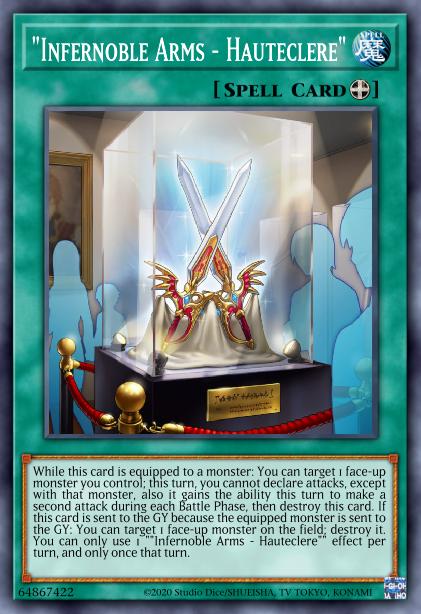 "Infernoble Arms - Hauteclere"
SPELL
魔
[Spell Card]
While this card is equipped to a monster: You can target 1 face-up
monster you control; this turn, you cannot declare attacks, except
with that monster, also it gains the ability this turn to make a
second attack during each Battle Phase, then destroy this card. If
this card is sent to the GY because the equipped monster is sent to
the GY: You can target 1 face-up monster on the field; destroy it.
You can only use 1 ""Infernoble Arms - Hauteclere"" effect per
turn, and only once that turn.
64867422
©2020 Studio Dice/SHUEISHA, TV TOKYO, KONAMI